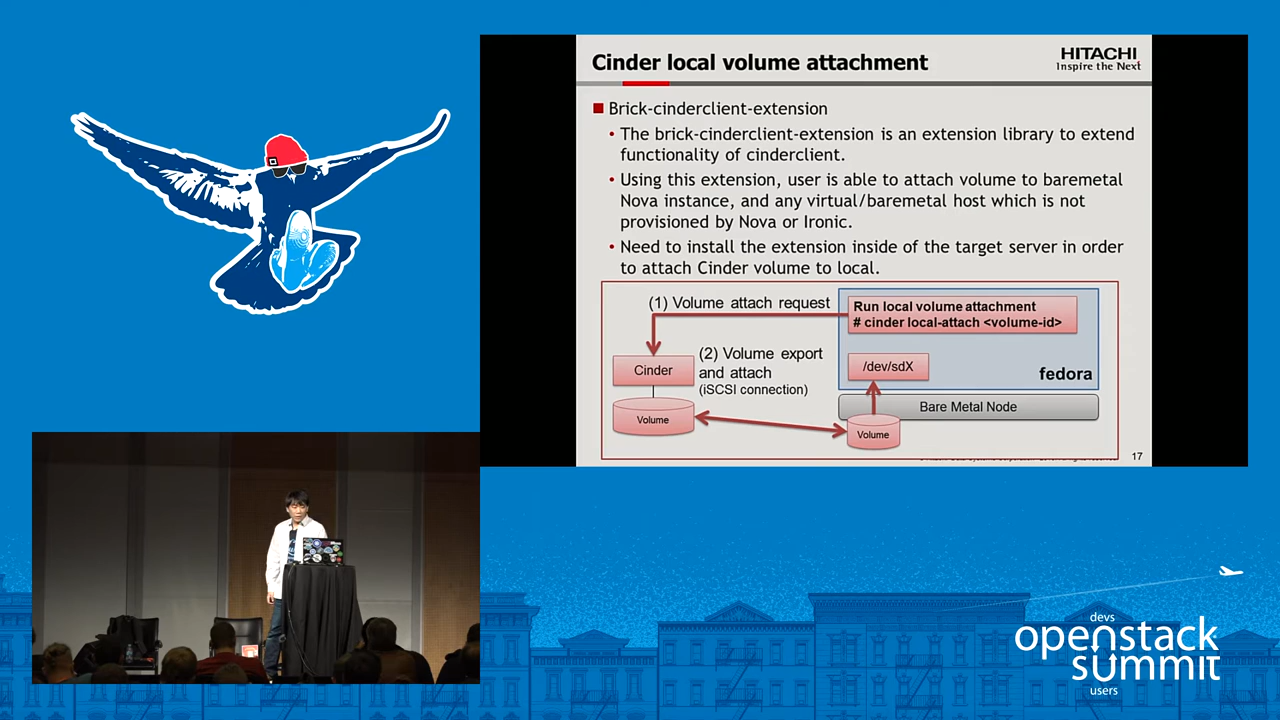 Cinder local volume attachment
HITACHI
Inspire the Next
Brick-cinderclient-extension
• The brick-cinderclient-extension is an extension library to extend
functionality of cinderclient.
• Using this extension, user is able to attach volume to baremetal
Nova instance, and any virtual/baremetal host which is not
provisioned by Nova or Ironic.
• Need to install the extension inside of the target server in order
to attach Cinder volume to local.
(1) Volume attach request
Run local volume attachment
# cinder local-attach <volume-id>
Cinder
(2) Volume export
and attach
(iSCSI connection)
/dev/sdX
fedora
Bare Metal Node
Volume
Volume
17
devs
openstack
summit
users